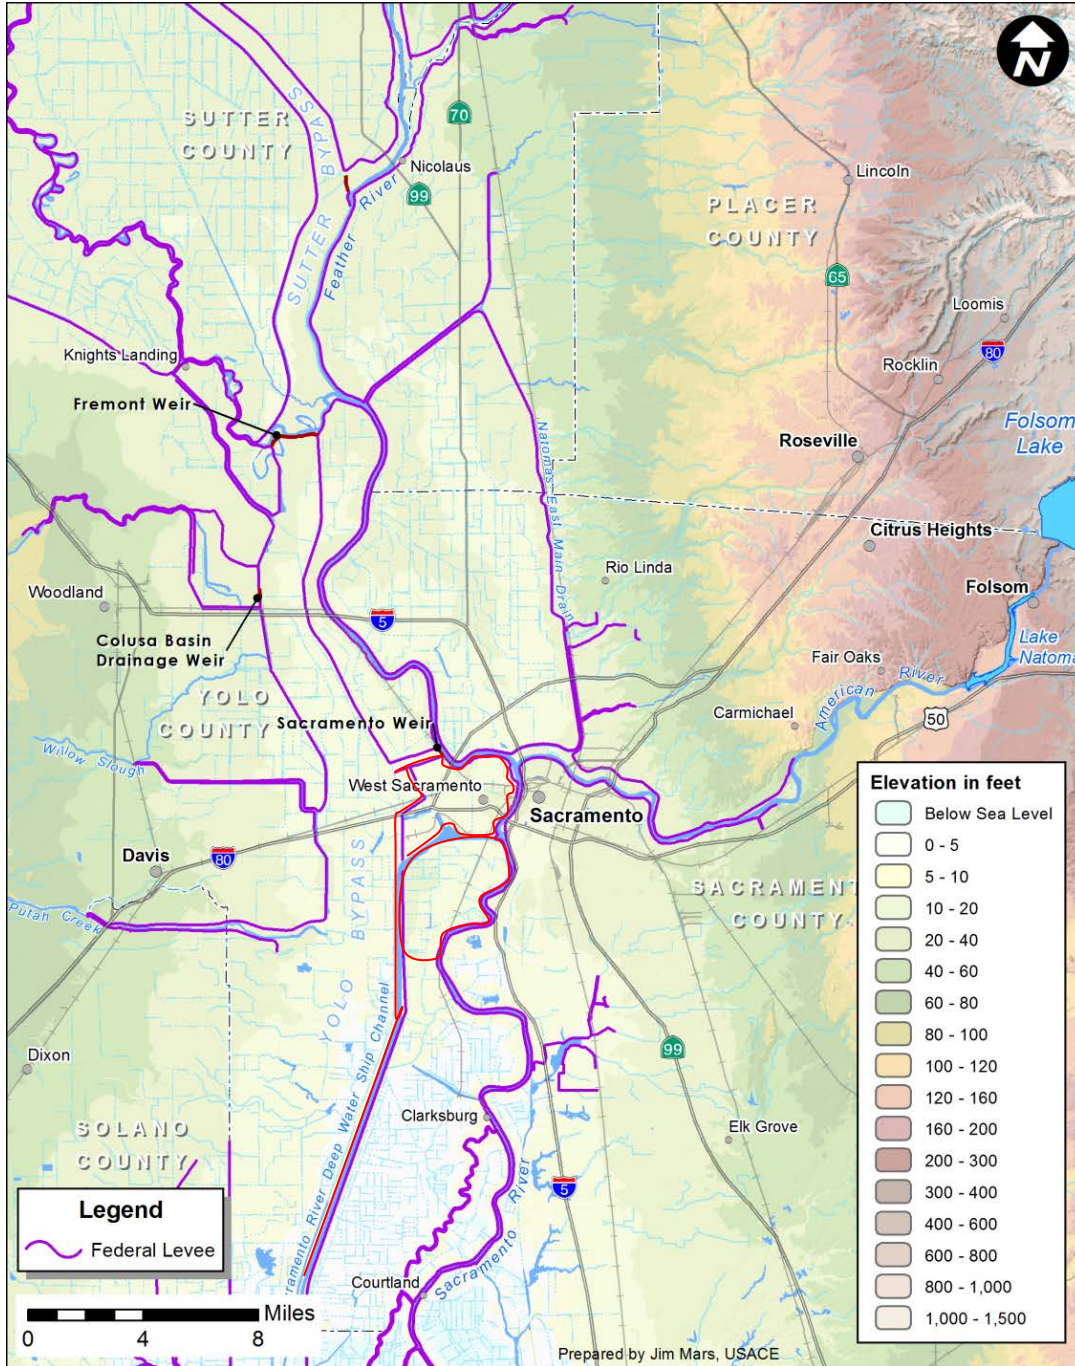 N
SUTTER
COUNTY
SUTTER BYPASS
70
Nicolaus
99
Feather River
Lincoln
PLACER
COUNTY
65
Loomis
80
Rocklin
Knights Landing
Fremont Weir
Folsom
Lake
Roseville
Natomas East Main Drain
Citrus Heights
Rio Linda
Folsom
Woodland
5
Colusa Basin
Drainage Weir
Lake
Natoma
Fair Oaks
American River
YOLO
COUNTY
Carmichael
50
Sacramento Weir
Willow Slough
West Sacramento
Sacramento
Davis
80
YOLO BYPASS
SACRAMENT
COUNTY
Putah Creek
Dixon
99
Clarksburg
Elk Grove
SOLANO
COUNTY
5
cramento River Deep Water Ship Channel
Sacramento River
Courtland
Legend
Federal Levee
Miles
0 4 8
Elevation in feet
Below Sea Level
0 - 5
5 - 10
10 - 20
20 - 40
40 - 60
60 - 80
80 - 100
100 - 120
120 - 160
160 - 200
200 - 300
300 - 400
400 - 600
600 - 800
800 - 1,000
1,000 - 1,500
Prepared by Jim Mars, USACE